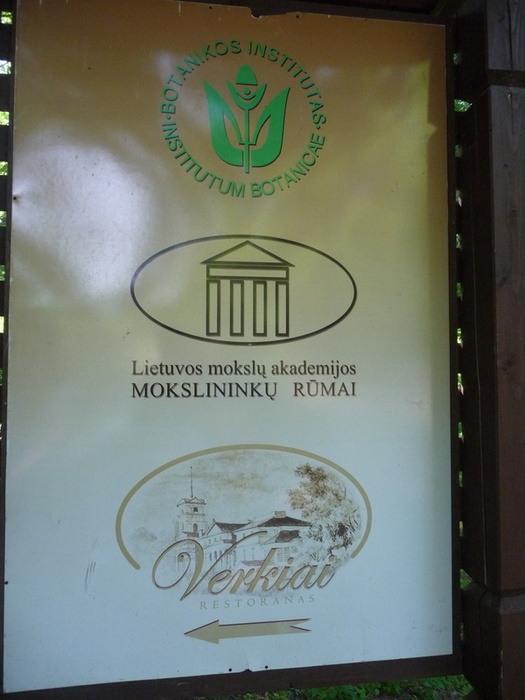 · BOTANIKOS INSTITUTAS ·
INSTITUTUM BOTANICAE
Lietuvos mokslų akademijos
MOKSLININKŲ RŪMAI
Verkiai
RESTORANAS